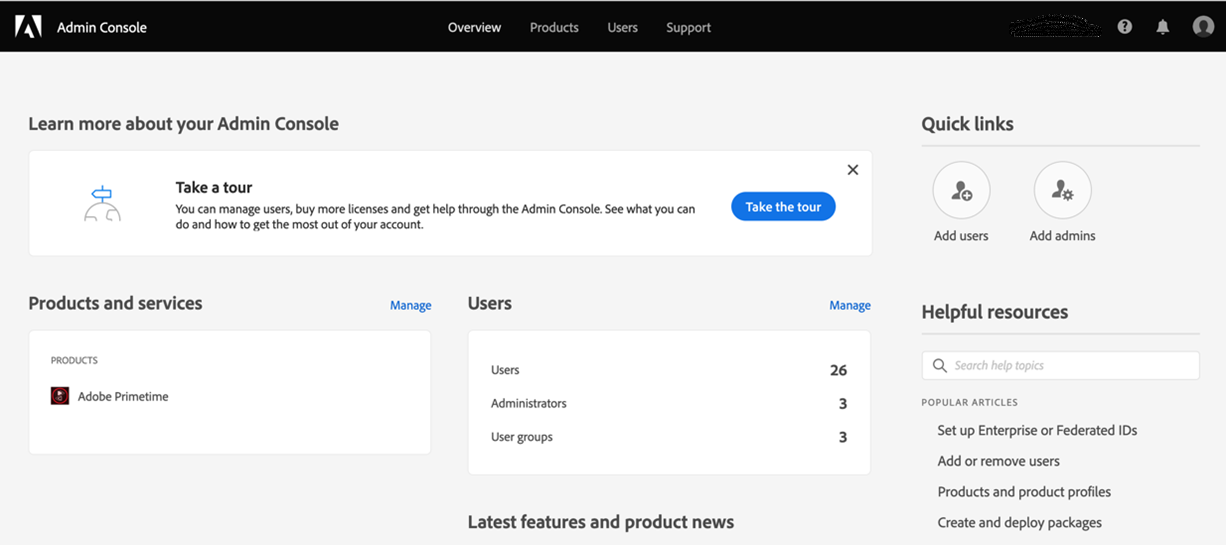 Admin Console
Overview
Products
Users
Support
Learn more about your Admin Console
Take a tour
You can manage users, buy more licenses and get help through the Admin Console. See what you can
do and how to get the most out of your account.
Take the tour
Products and services
Manage
PRODUCTS
Adobe Primetime
Users
Manage
Users 26
Administrators 3
User groups 3
Latest features and product news
Quick links
Add users
Add admins
Helpful resources
Search help topics
POPULAR ARTICLES
Set up Enterprise or Federated IDs
Add or remove users
Products and product profiles
Create and deploy packages